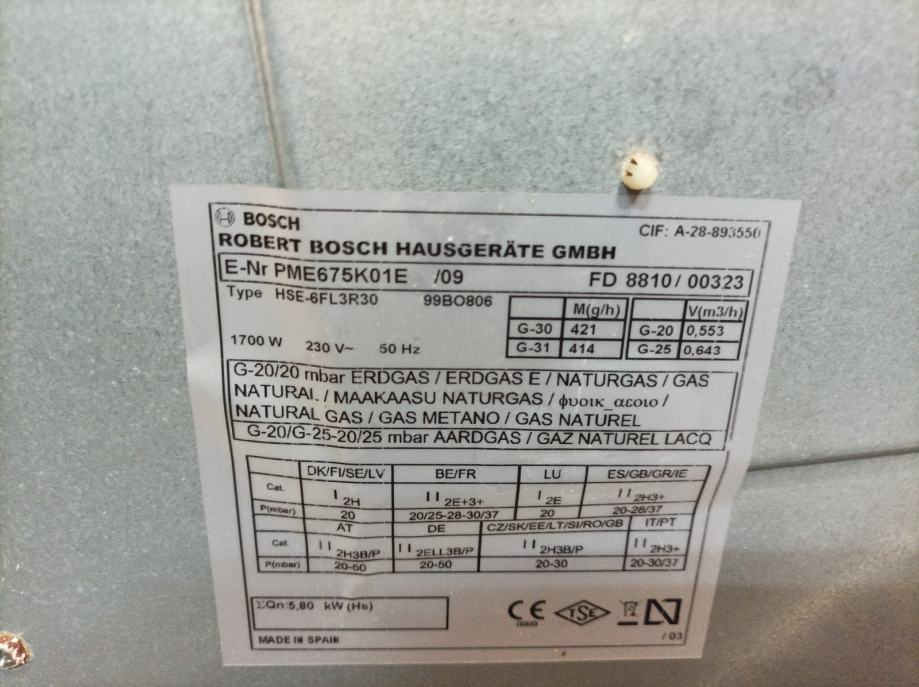 BOSCH
CIF: A-28-893550
ROBERT BOSCH HAUSGERÄTE GMBH
E-Nr PME675K01E /09 FD 8810 / 00323
Type HSE-6FL3R30 99BO806
M(g/h) V(m3/h)
G-30 421 G-20 0,553
G-31 414 G-25 0,643
1700 W 230 V~ 50 Hz
G-20/20 mbar ERDGAS / ERDGAS E / NATURGAS / GAS
NATURAL / MAAKAASU NATURGAS / φυοικ_αεοιο /
NATURAL GAS / GAS METANO / GAS NATUREL
G-20/G-25-20/25 mbar AARDGAS / GAZ NATUREL LACQ
DK/FI/SE/LV BE/FR LU ES/GB/GR/IE
Cat. I 2H II 2E+3+ I 2E II 2H3+
P(mbar) 20 20/25-28-30/37 20 20-28/37
AT DE CZ/SK/EE/LT/SI/RO/GB IT/PT
Cat. II 2H3B/P II 2ELL3B/P II 2H3B/P II 2H3+
P(mbar) 20-50 20-50 20-30 20-30/37
ΣQn:5,80 kW (Hs)
CE TSE N
MADE IN SPAIN / 03